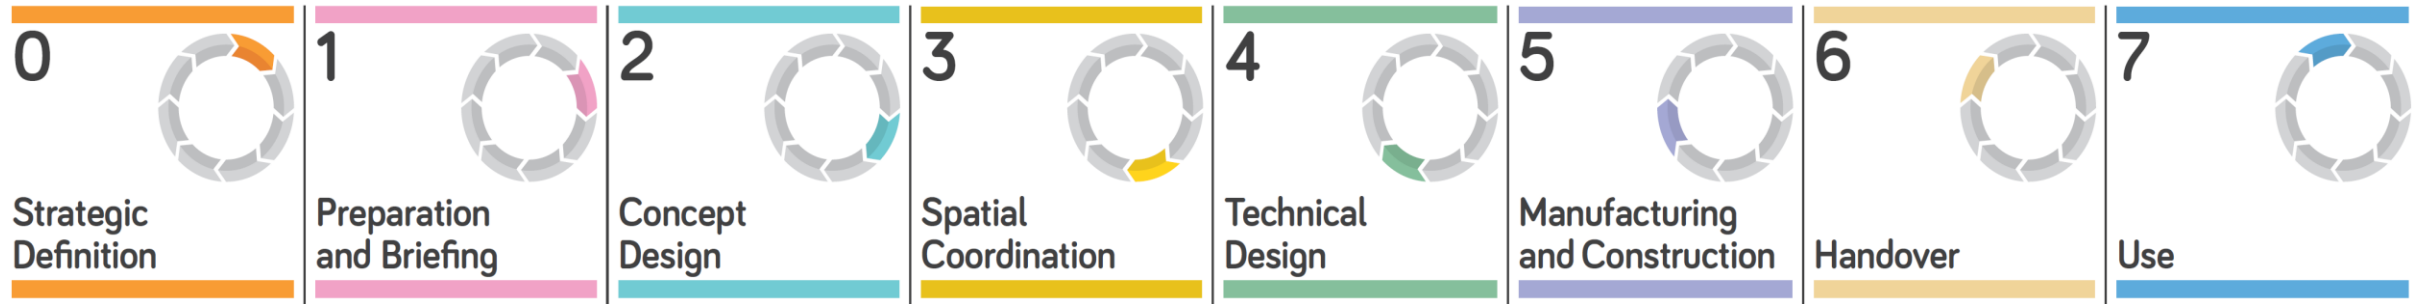 0
Strategic
Definition
1
Preparation
and Briefing
2
Concept
Design
3
Spatial
Coordination
4
Technical
Design
5
Manufacturing
and Construction
6
Handover
7
Use